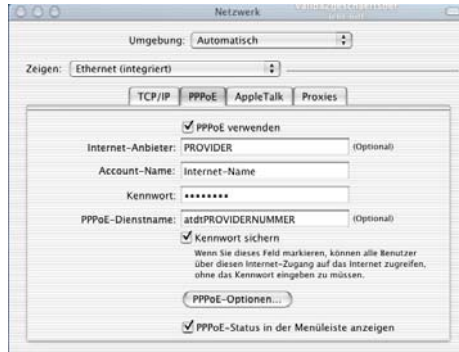 Netzwerk
Umgebung: Automatisch
Zeigen: Ethernet (integriert)
TCP/IP PPPoE AppleTalk Proxies
PPPoE verwenden
Internet-Anbieter: PROVIDER (Optional)
Account-Name: Internet-Name
Kennwort: ••••••••
PPPoE-Dienstname: atdtPROVIDERNUMMER (Optional)
Kennwort sichern
Wenn Sie dieses Feld markieren, können alle Benutzer
über diesen Internet-Zugang auf das Internet zugreifen,
ohne das Kennwort eingeben zu müssen.
PPPoE-Optionen...
PPPoE-Status in der Menüleiste anzeigen